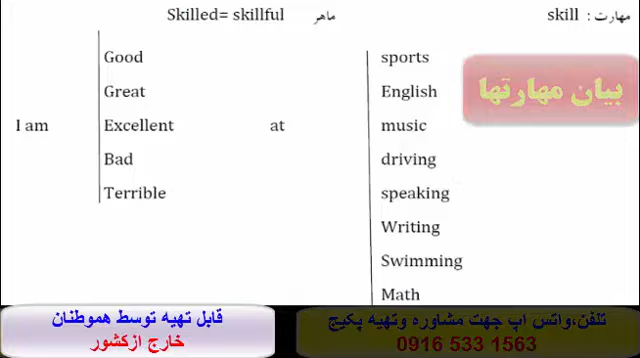 Skilled= skillful ماهر
skill : مهارت
بیان مهارتها
Good
Great
I am Excellent at
Bad
Terrible
sports
English
music
driving
speaking
Writing
Swimming
Math
قابل تهیه توسط هموطنان
خارج ازکشور
تلفن،واتس اپ جهت مشاوره وتهیه پکیج
0916 533 1563